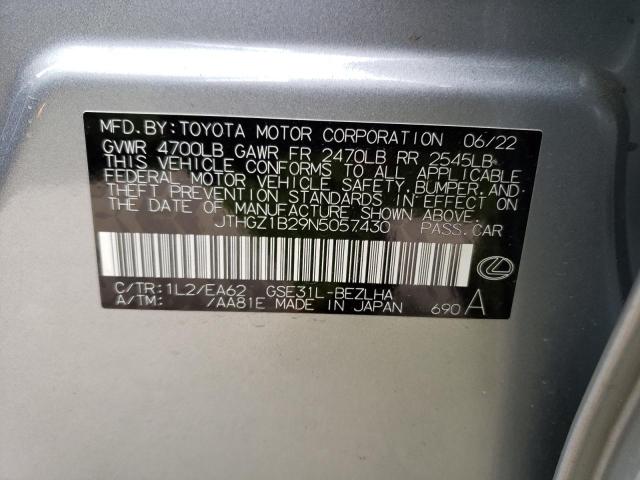 MFD. BY: TOYOTA MOTOR CORPORATION 06/22
GVWR 4700LB GAWR FR 2470LB RR 2545LB
THIS VEHICLE CONFORMS TO ALL APPLICABLE
FEDERAL MOTOR VEHICLE SAFETY, BUMPER, AND
THEFT PREVENTION STANDARDS IN EFFECT ON
THE DATE OF MANUFACTURE SHOWN ABOVE.
JTHGZ1B29N5057430 PASS. CAR
C/TR: 1L2/EA62 GSE31L-BEZLHA
A/TM: /AA81E MADE IN JAPAN 690 A